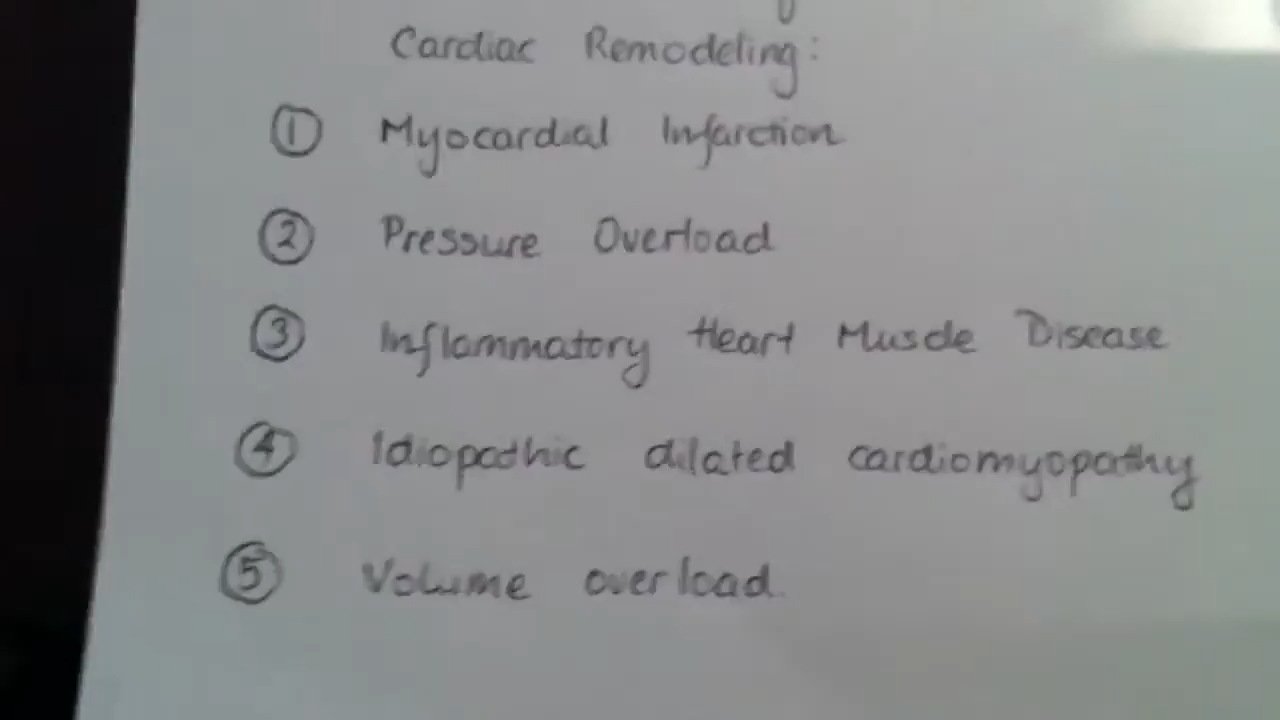 Cardiac Remodeling:
① Myocardial Infarction
② Pressure Overload
③ Inflammatory Heart Muscle Disease
④ Idiopathic dilated cardiomyopathy
⑤ Volume overload.